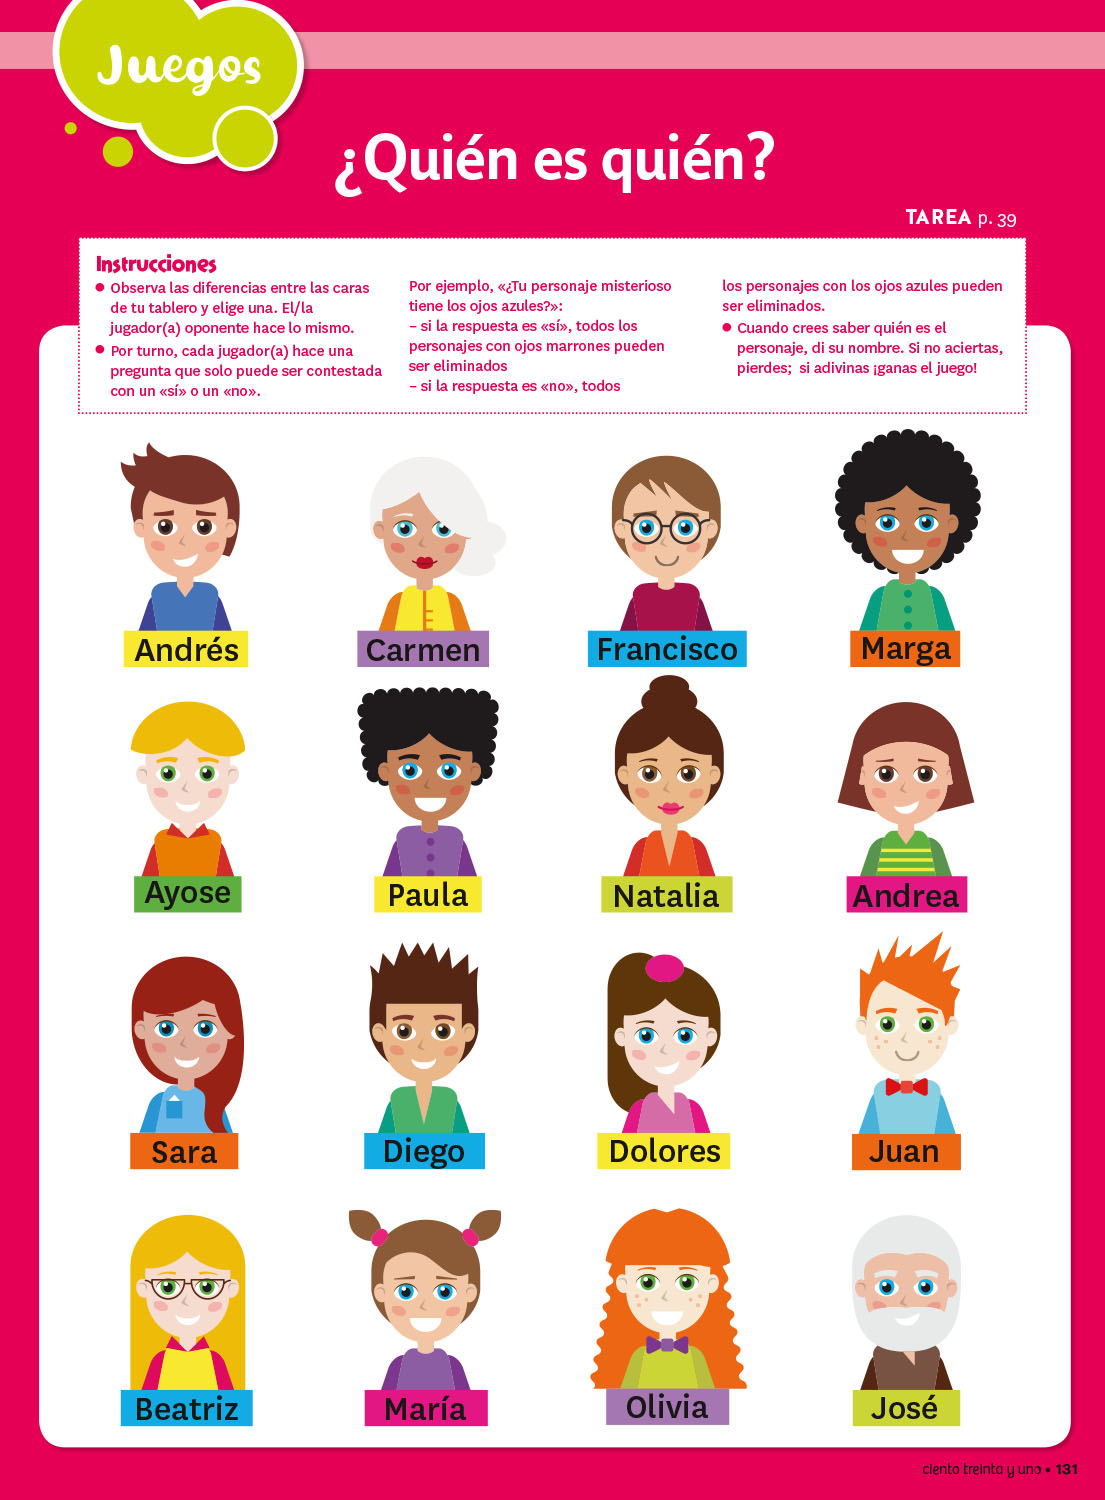 Juegos
¿Quién es quién?
TAREA p. 39
Instrucciones
● Observa las diferencias entre las caras
de tu tablero y elige una. El/la
jugador(a) oponente hace lo mismo.
● Por turno, cada jugador(a) hace una
pregunta que solo puede ser contestada
con un «sí» o un «no».
Por ejemplo, «¿Tu personaje misterioso
tiene los ojos azules?»:
– si la respuesta es «sí», todos los
personajes con ojos marrones pueden
ser eliminados
– si la respuesta es «no», todos
los personajes con los ojos azules pueden
ser eliminados.
● Cuando crees saber quién es el
personaje, di su nombre. Si no aciertas,
pierdes; si adivinas ¡ganas el juego!
Andrés
Carmen
Francisco
Marga
Ayose
Paula
Natalia
Andrea
Sara
Diego
Dolores
Juan
Beatriz
María
Olivia
José
ciento treinta y uno • 131